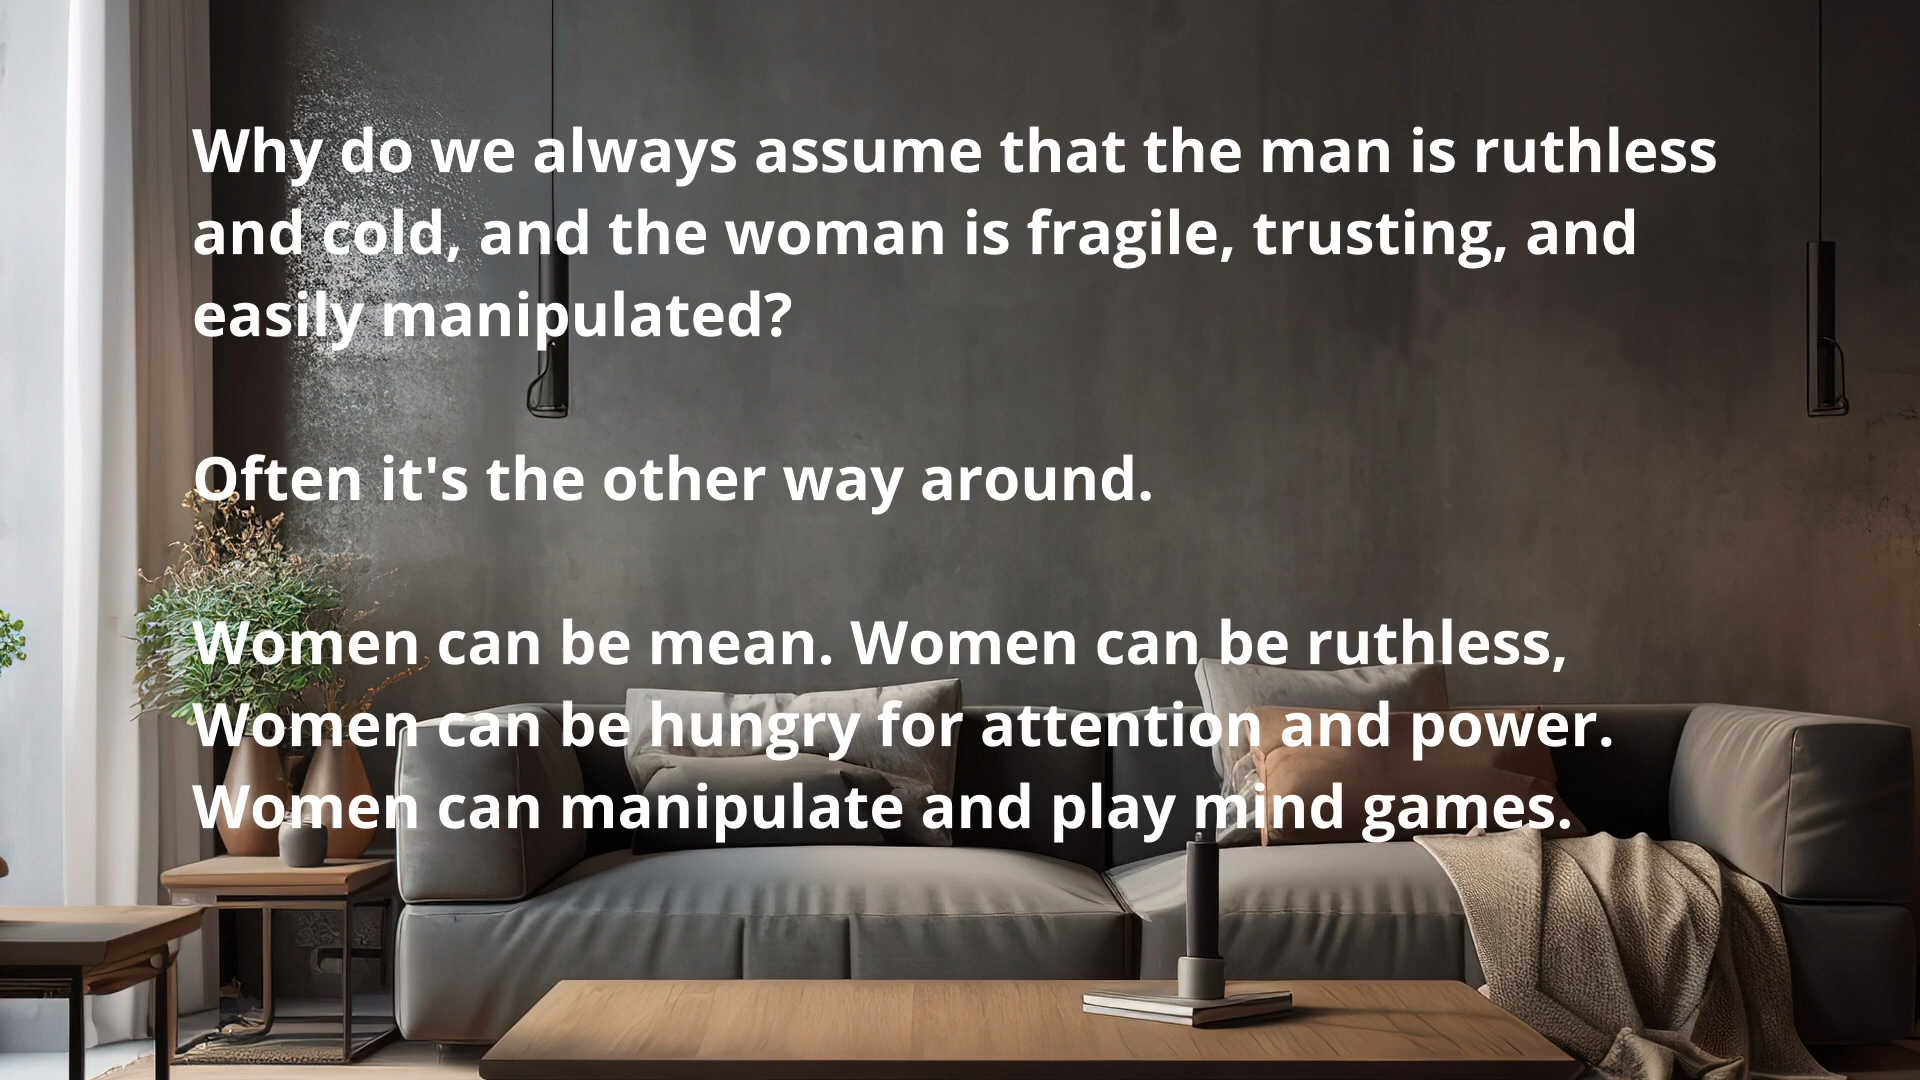 Why do we always assume that the man is ruthless
and cold, and the woman is fragile, trusting, and
easily manipulated?
Often it's the other way around.
Women can be mean. Women can be ruthless,
Women can be hungry for attention and power.
Women can manipulate and play mind games.